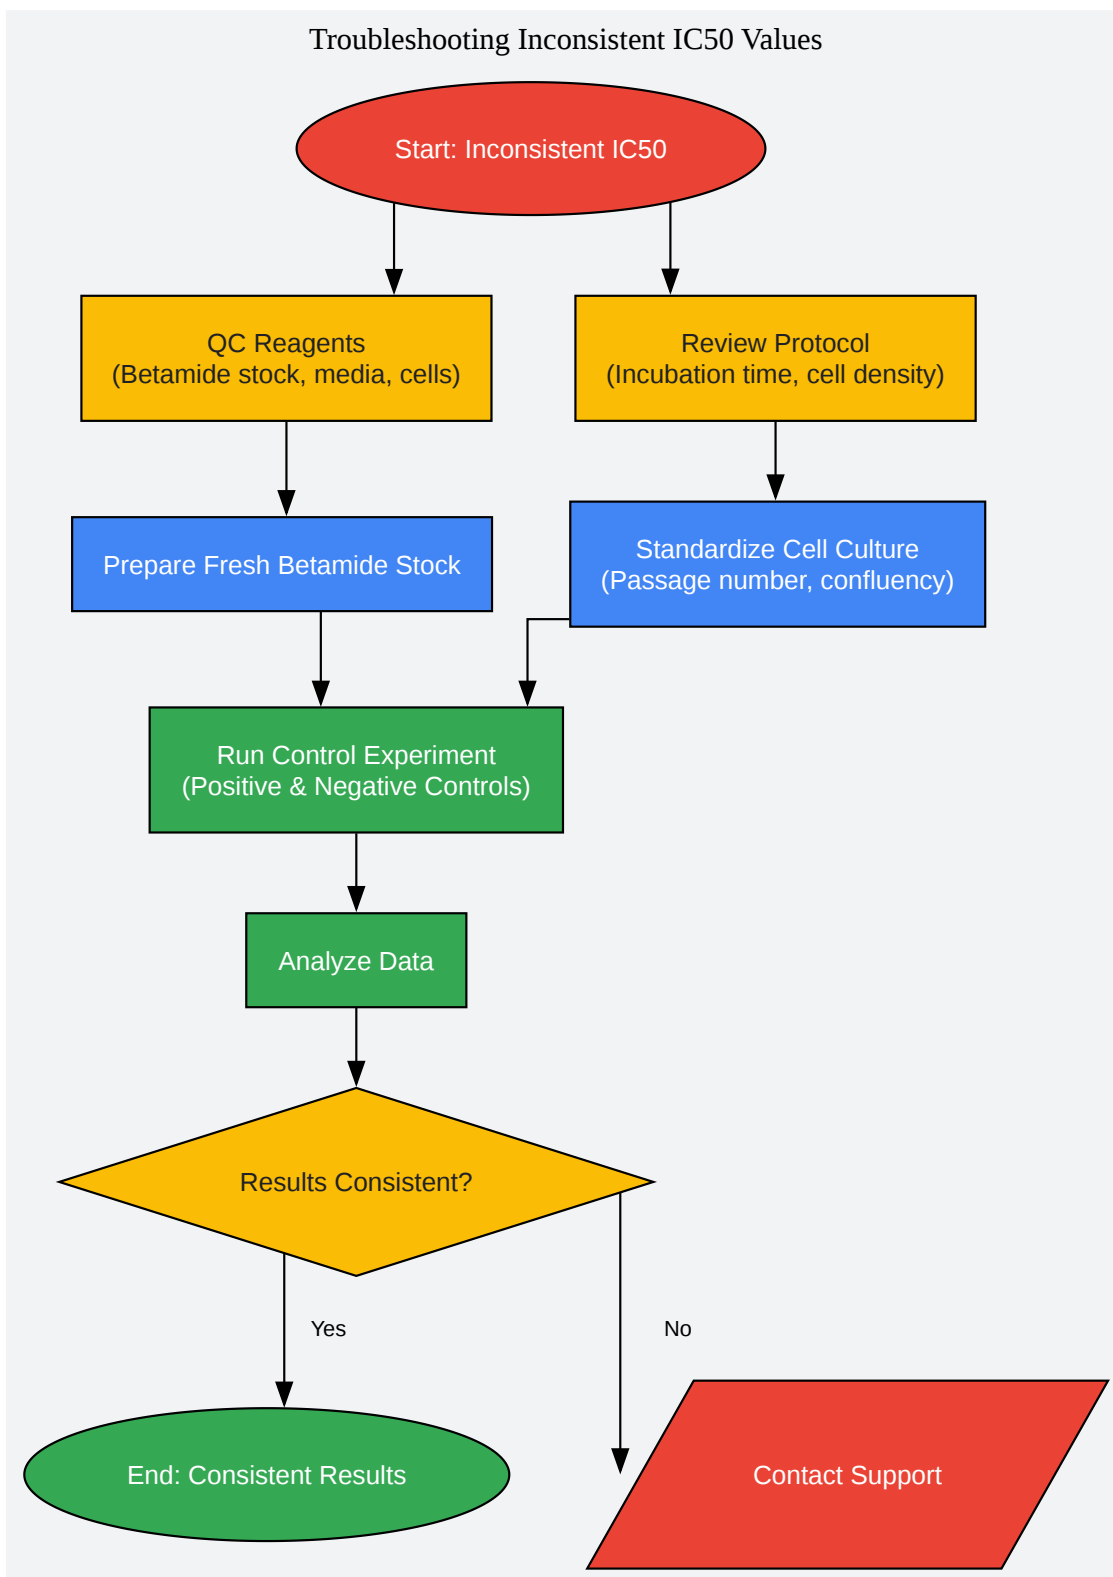 Troubleshooting Inconsistent IC50 Values
Start: Inconsistent IC50
QC Reagents
(Betamide stock, media, cells)
Review Protocol
(Incubation time, cell density)
Prepare Fresh Betamide Stock
Standardize Cell Culture
(Passage number, confluency)
Run Control Experiment
(Positive & Negative Controls)
Analyze Data
Results Consistent?
Yes
No
End: Consistent Results
Contact Support